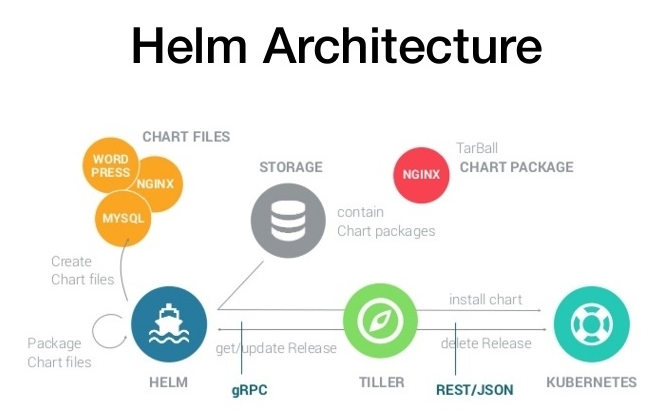 Helm Architecture
CHART FILES
WORD
PRESS
NGINX
MYSQL
STORAGE
NGINX
TarBall
CHART PACKAGE
contain
Chart packages
Create
Chart files
install chart
Package
Chart files
get/update Release
delete Release
HELM
gRPC
TILLER
REST/JSON
KUBERNETES